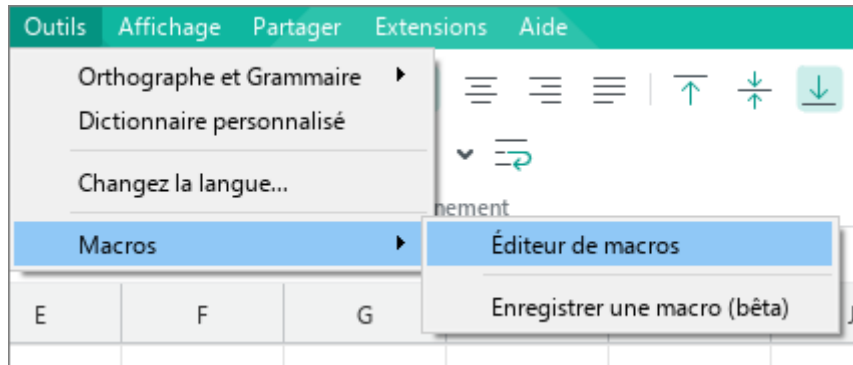 Outils Affichage Partager Extensions Aide
Orthographe et Grammaire
Dictionnaire personnalisé
Changez la langue...
nement
Macros
Éditeur de macros
Enregistrer une macro (bêta)
E F G